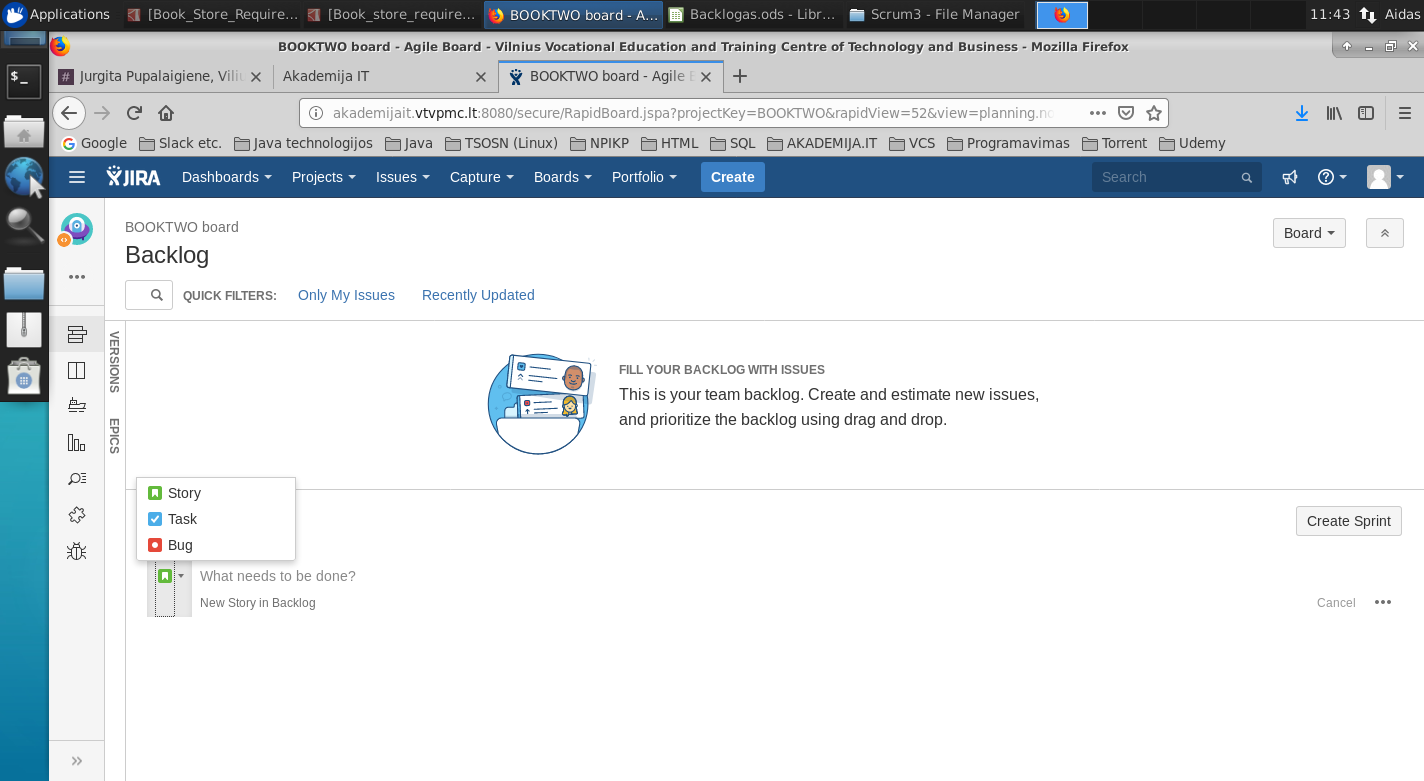 Applications
[Book_Store_Require...
[Book_store_require...
BOOKTWO board - A...
Backlogas.ods - Libr...
Scrum3 - File Manager
11:43
Aidas
BOOKTWO board - Agile Board - Vilnius Vocational Education and Training Centre of Technology and Business - Mozilla Firefox
Jurgita Pupalaigiene, Viliu
Akademija IT
BOOKTWO board - Agile B
akademijait.vtvpmc.lt:8080/secure/RapidBoard.jspa?projectKey=BOOKTWO&rapidView=52&view=planning.no
Google
Slack etc.
Java technologijos
Java
TSOSN (Linux)
NPIKP
HTML
SQL
AKADEMIJA.IT
VCS
Programavimas
Torrent
Udemy
JIRA
Dashboards
Projects
Issues
Capture
Boards
Portfolio
Create
Search
BOOKTWO board
Backlog
Board
QUICK FILTERS:
Only My Issues
Recently Updated
VERSIONS
EPICS
FILL YOUR BACKLOG WITH ISSUES
This is your team backlog. Create and estimate new issues,
and prioritize the backlog using drag and drop.
Story
Task
Bug
Create Sprint
What needs to be done?
New Story in Backlog
Cancel